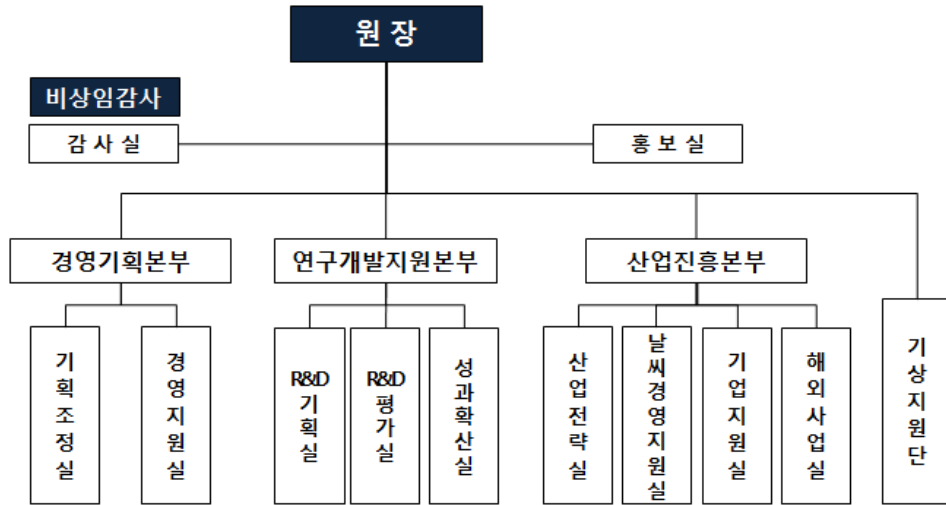 원 장
비상임감사
감 사 실
홍 보 실
경영기획본부
연구개발지원본부
산업진흥본부
기획조정실
경영지원실
R&D
기획실
R&D
평가실
성과확산실
산업전략실
날씨경영지원실
기업지원실
해외사업실
기상지원단